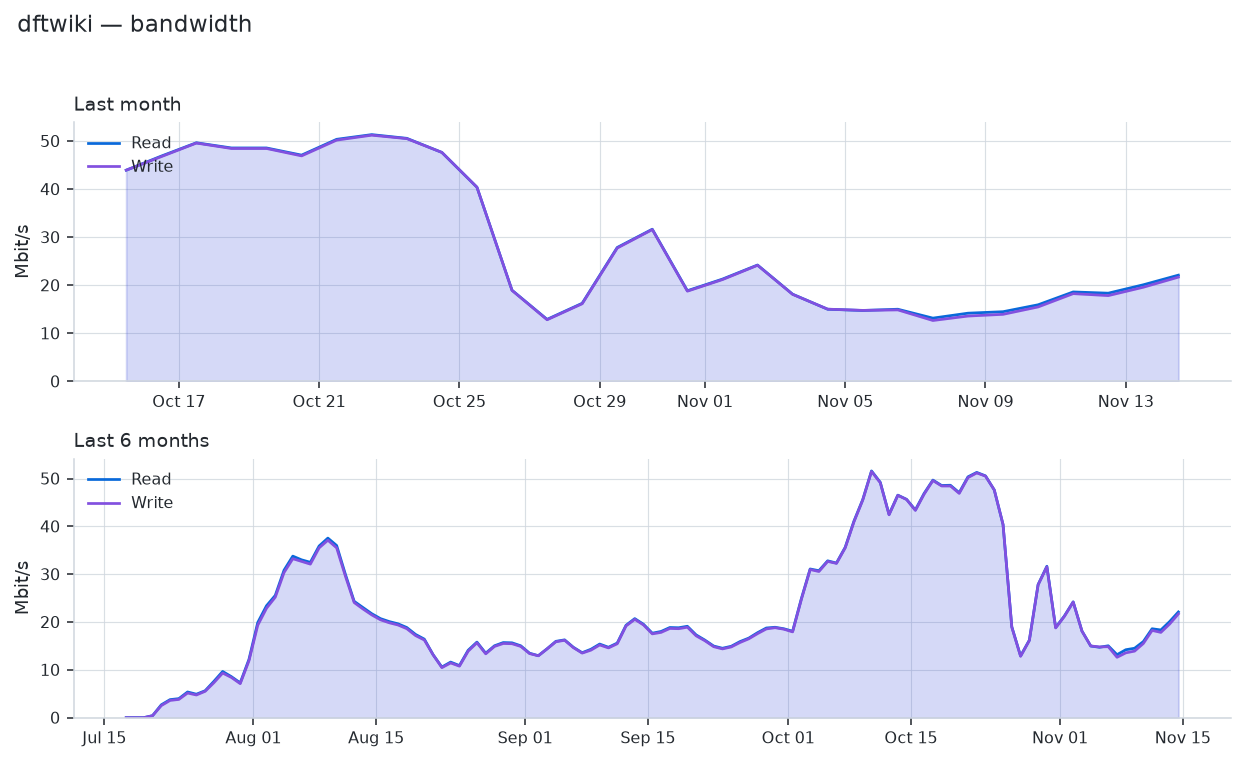 dftwiki — bandwidth
Last month
Read
Write
Mbit/s
50
40
30
20
10
0
Oct 17 Oct 21 Oct 25 Oct 29 Nov 01 Nov 05 Nov 09 Nov 13
Last 6 months
Read
Write
Mbit/s
50
40
30
20
10
0
Jul 15 Aug 01 Aug 15 Sep 01 Sep 15 Oct 01 Oct 15 Nov 01 Nov 15